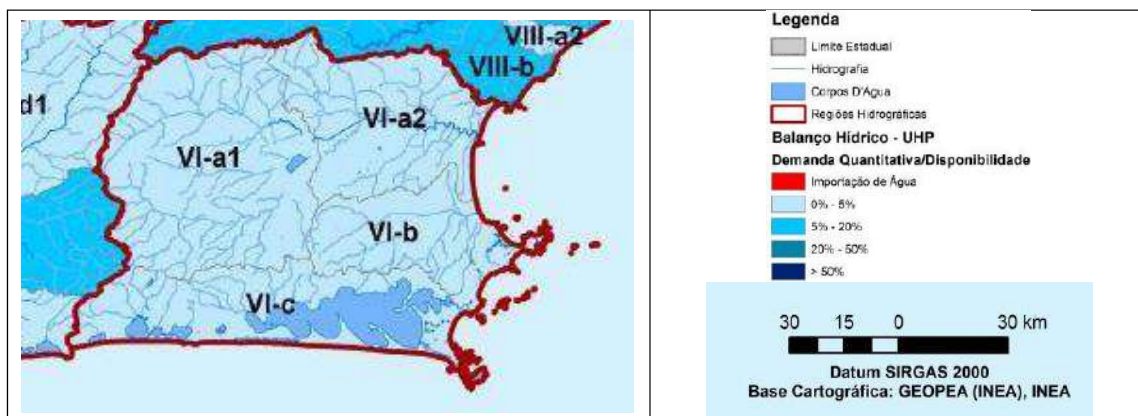 VIII-a2
VIII-b
d1
VI-a2
VI-a1
VI-b
VI-c
Legenda
Limite Estadual
Hidrografia
Corpos D'Água
Regiões Hidrográficas
Balanço Hídrico - UHP
Demanda Quantitativa/Disponibilidade
Importação de Água
0% - 5%
5% - 20%
20% - 50%
> 50%
30 15 0 30 km
Datum SIRGAS 2000
Base Cartográfica: GEOPEA (INEA), INEA